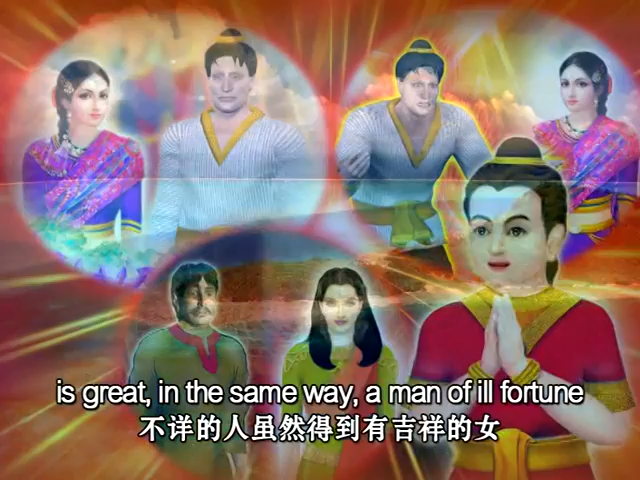 is great, in the same way, a man of ill fortune
不详的人虽然得到有吉祥的女